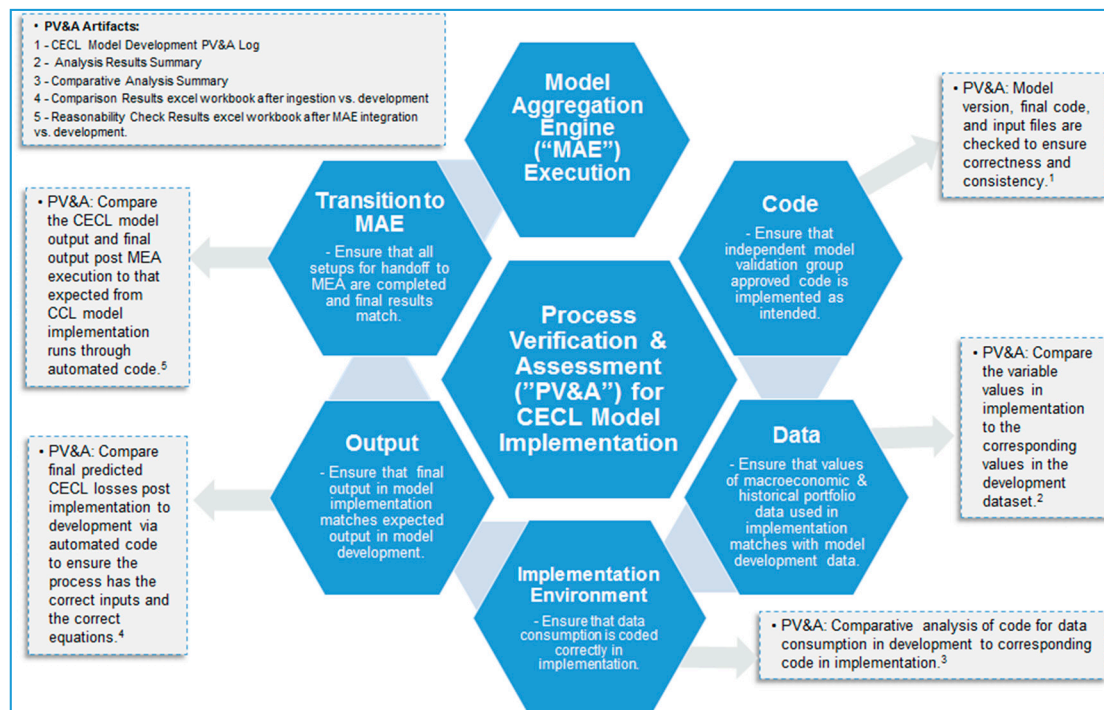 • PV&A Artifacts:
1 - CECL Model Development PV&A Log
2 - Analysis Results Summary
3 - Comparative Analysis Summary
4 - Comparison Results excel workbook after ingestion vs. development
5 - Reasonability Check Results excel workbook after MAE integration
vs. development.
Model
Aggregation
Engine
("MAE")
Execution
• PV&A: Model
version, final code,
and input files are
checked to ensure
correctness and
consistency.1
Transition to
MAE
- Ensure that all
setups for handoff to
MEA are completed
and final results
match.
Code
- Ensure that
independent model
validation group
approved code is
implemented as
intended.
• PV&A: Compare
the CECL model
output and final
output post MEA
execution to that
expected from
CCL model
implementation
runs through
automated code.5
Process
Verification &
Assessment
("PV&A") for
CECL Model
Implementation
• PV&A: Compare
the variable
values in
implementation
to the
corresponding
values in the
development
dataset.2
Output
- Ensure that final
output in model
implementation
matches expected
output in model
development.
Data
- Ensure that values
of macroeconomic &
historical portfolio
data used in
implementation
matches with model
development data.
• PV&A: Compare
final predicted
CECL losses post
implementation to
development via
automated code
to ensure the
process has the
correct inputs and
the correct
equations.4
Implementation
Environment
- Ensure that data
consumption is coded
correctly in
implementation.
• PV&A: Comparative analysis of code for data
consumption in development to corresponding
code in implementation.3